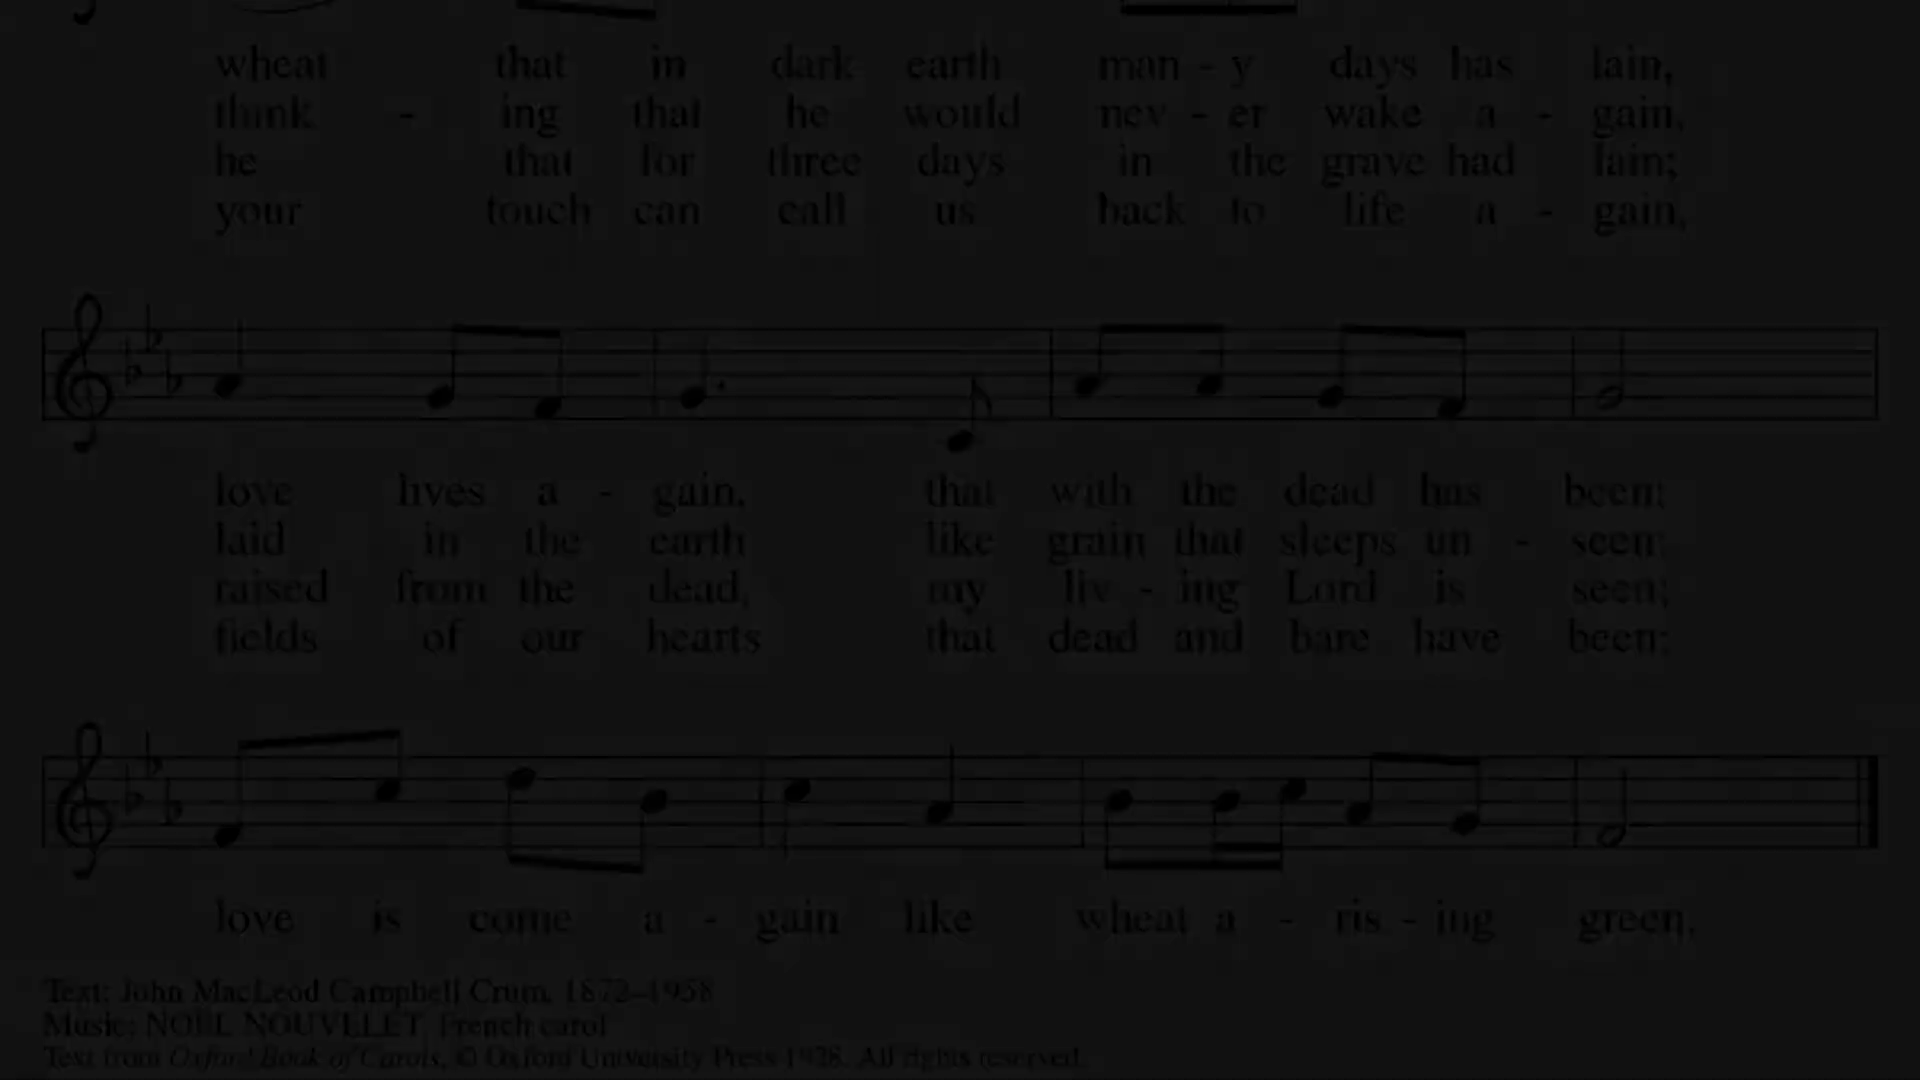 wheat that in dark earth man - y days has lain,
think - ing that he would nev - er wake a - gain,
he that for three days in the grave had lain;
your touch can call us back to life a - gain,
love lives a - gain, that with the dead has been:
laid in the earth like grain that sleeps un - seen:
raised from the dead, my liv - ing Lord is seen;
fields of our hearts that dead and bare have been:
love is come a - gain like wheat a - ris - ing green.
Text: John MacLeod Campbell Crum, 1872–1958
Music: NOËL NOUVELET, French carol
Text from Oxford Book of Carols, © Oxford University Press 1928. All rights reserved.